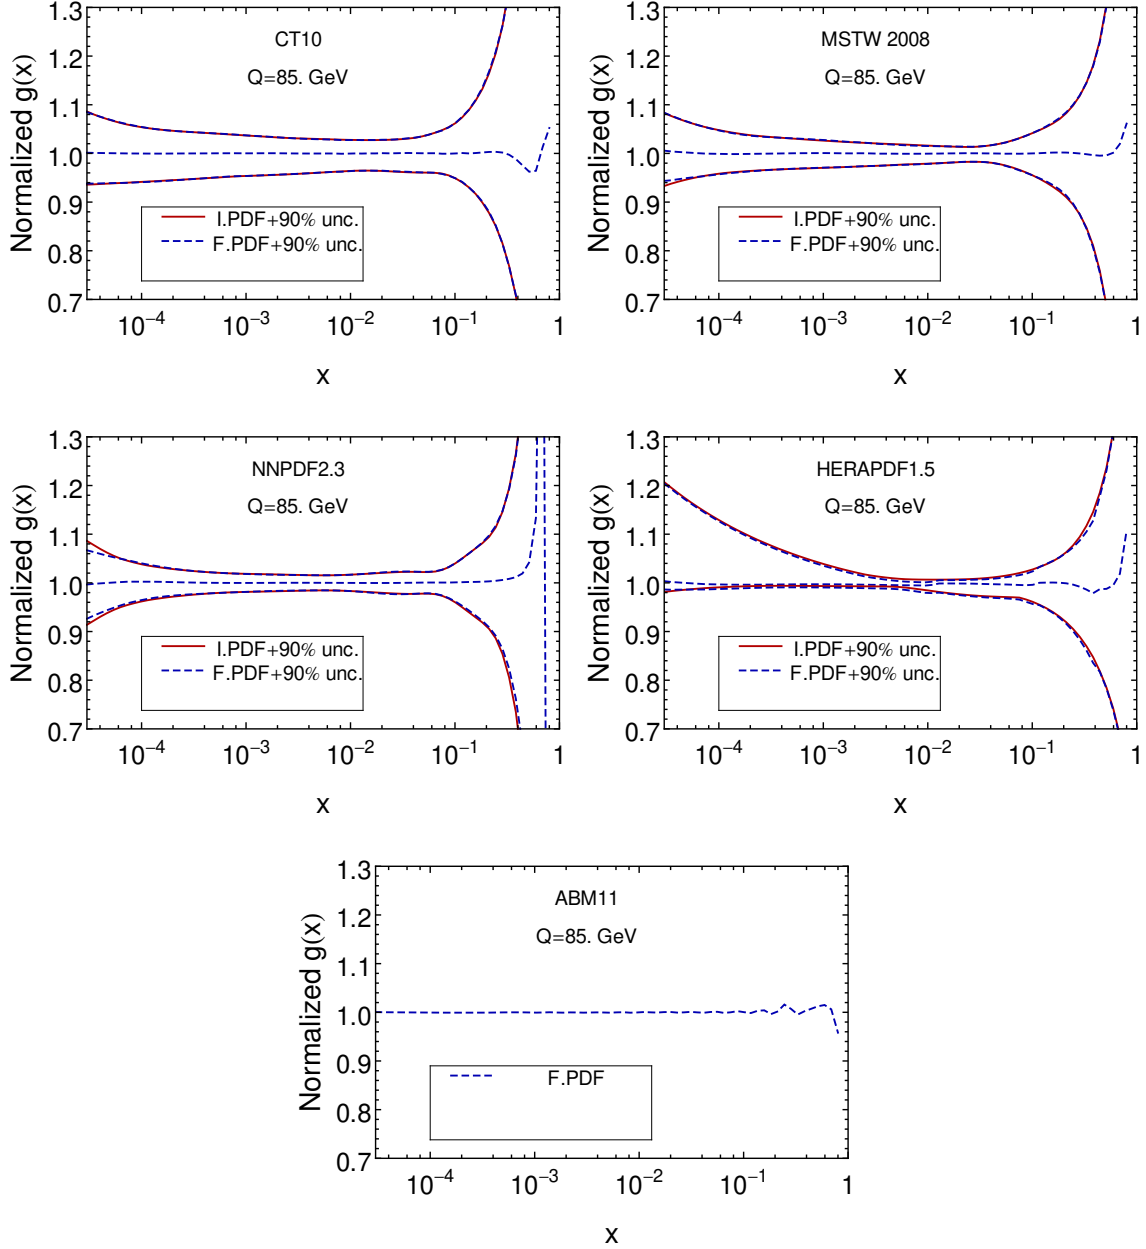 CT10
Q=85. GeV
Normalized g(x)
1.3
1.2
1.1
1.0
0.9
0.8
0.7
I.PDF+90% unc.
F.PDF+90% unc.
10−4
10−3
10−2
10−1
1
x
MSTW 2008
Q=85. GeV
Normalized g(x)
1.3
1.2
1.1
1.0
0.9
0.8
0.7
I.PDF+90% unc.
F.PDF+90% unc.
10−4
10−3
10−2
10−1
1
x
NNPDF2.3
Q=85. GeV
Normalized g(x)
1.3
1.2
1.1
1.0
0.9
0.8
0.7
I.PDF+90% unc.
F.PDF+90% unc.
10−4
10−3
10−2
10−1
1
x
HERAPDF1.5
Q=85. GeV
Normalized g(x)
1.3
1.2
1.1
1.0
0.9
0.8
0.7
I.PDF+90% unc.
F.PDF+90% unc.
10−4
10−3
10−2
10−1
1
x
ABM11
Q=85. GeV
Normalized g(x)
1.3
1.2
1.1
1.0
0.9
0.8
0.7
F.PDF
10−4
10−3
10−2
10−1
1
x